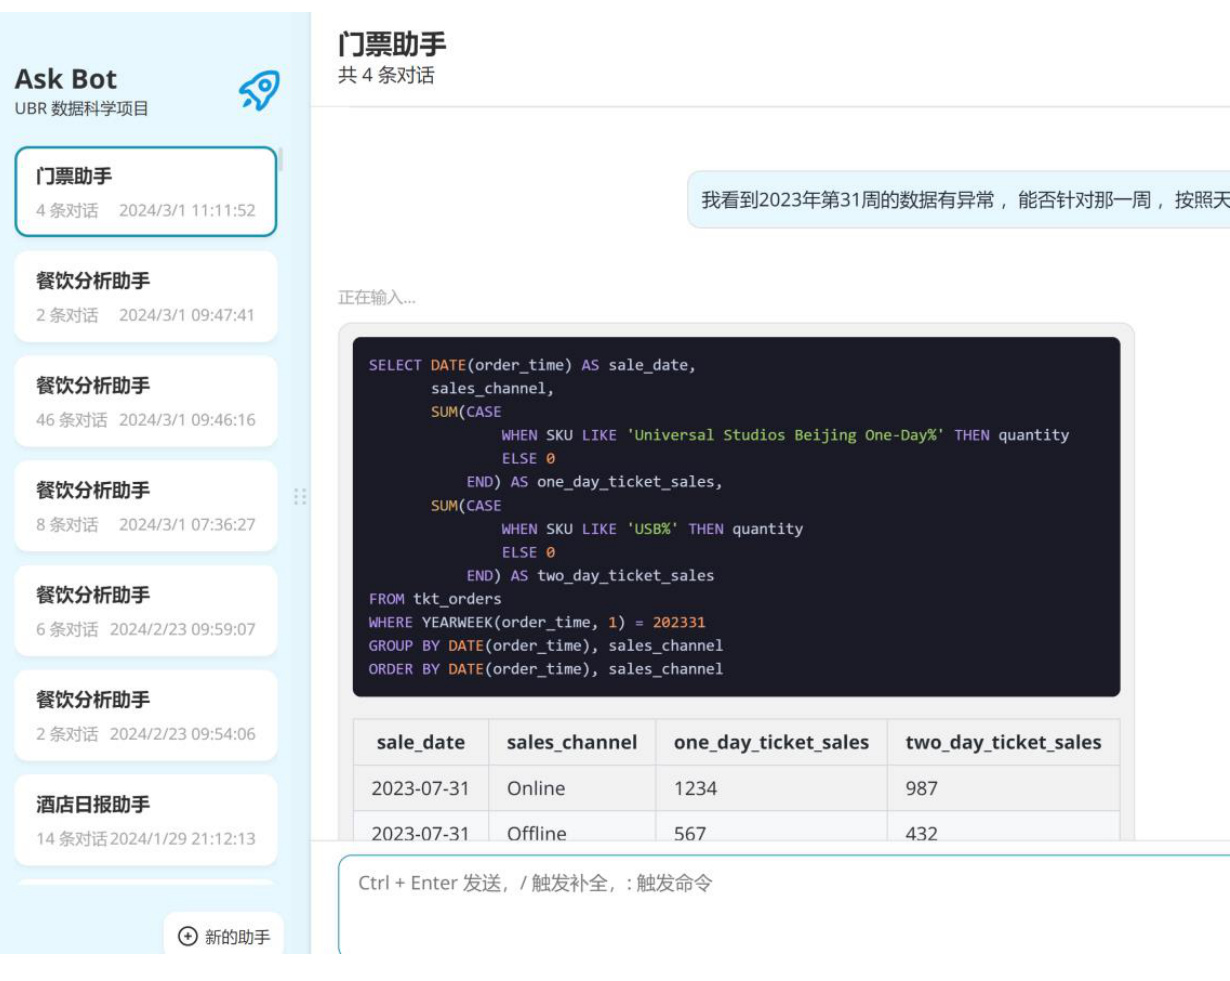 Ask Bot
UBR 数据科学项目
门票助手
4 条对话 2024/3/1 11:11:52
餐饮分析助手
2 条对话 2024/3/1 09:47:41
餐饮分析助手
46 条对话 2024/3/1 09:46:16
餐饮分析助手
8 条对话 2024/3/1 07:36:27
餐饮分析助手
6 条对话 2024/2/23 09:59:07
餐饮分析助手
2 条对话 2024/2/23 09:54:06
酒店日报助手
14 条对话 2024/1/29 21:12:13
新的助手
门票助手
共 4 条对话
我看到2023年第31周的数据有异常，能否针对那一周，按照天
正在输入...
SELECT DATE(order_time) AS sale_date,
sales_channel,
SUM(CASE
WHEN SKU LIKE 'Universal Studios Beijing One-Day%' THEN quantity
ELSE 0
END) AS one_day_ticket_sales,
SUM(CASE
WHEN SKU LIKE 'USB%' THEN quantity
ELSE 0
END) AS two_day_ticket_sales
FROM tkt_orders
WHERE YEARWEEK(order_time, 1) = 202331
GROUP BY DATE(order_time), sales_channel
ORDER BY DATE(order_time), sales_channel
sale_date sales_channel one_day_ticket_sales two_day_ticket_sales
2023-07-31 Online 1234 987
2023-07-31 Offline 567 432
Ctrl + Enter 发送，/ 触发补全，: 触发命令